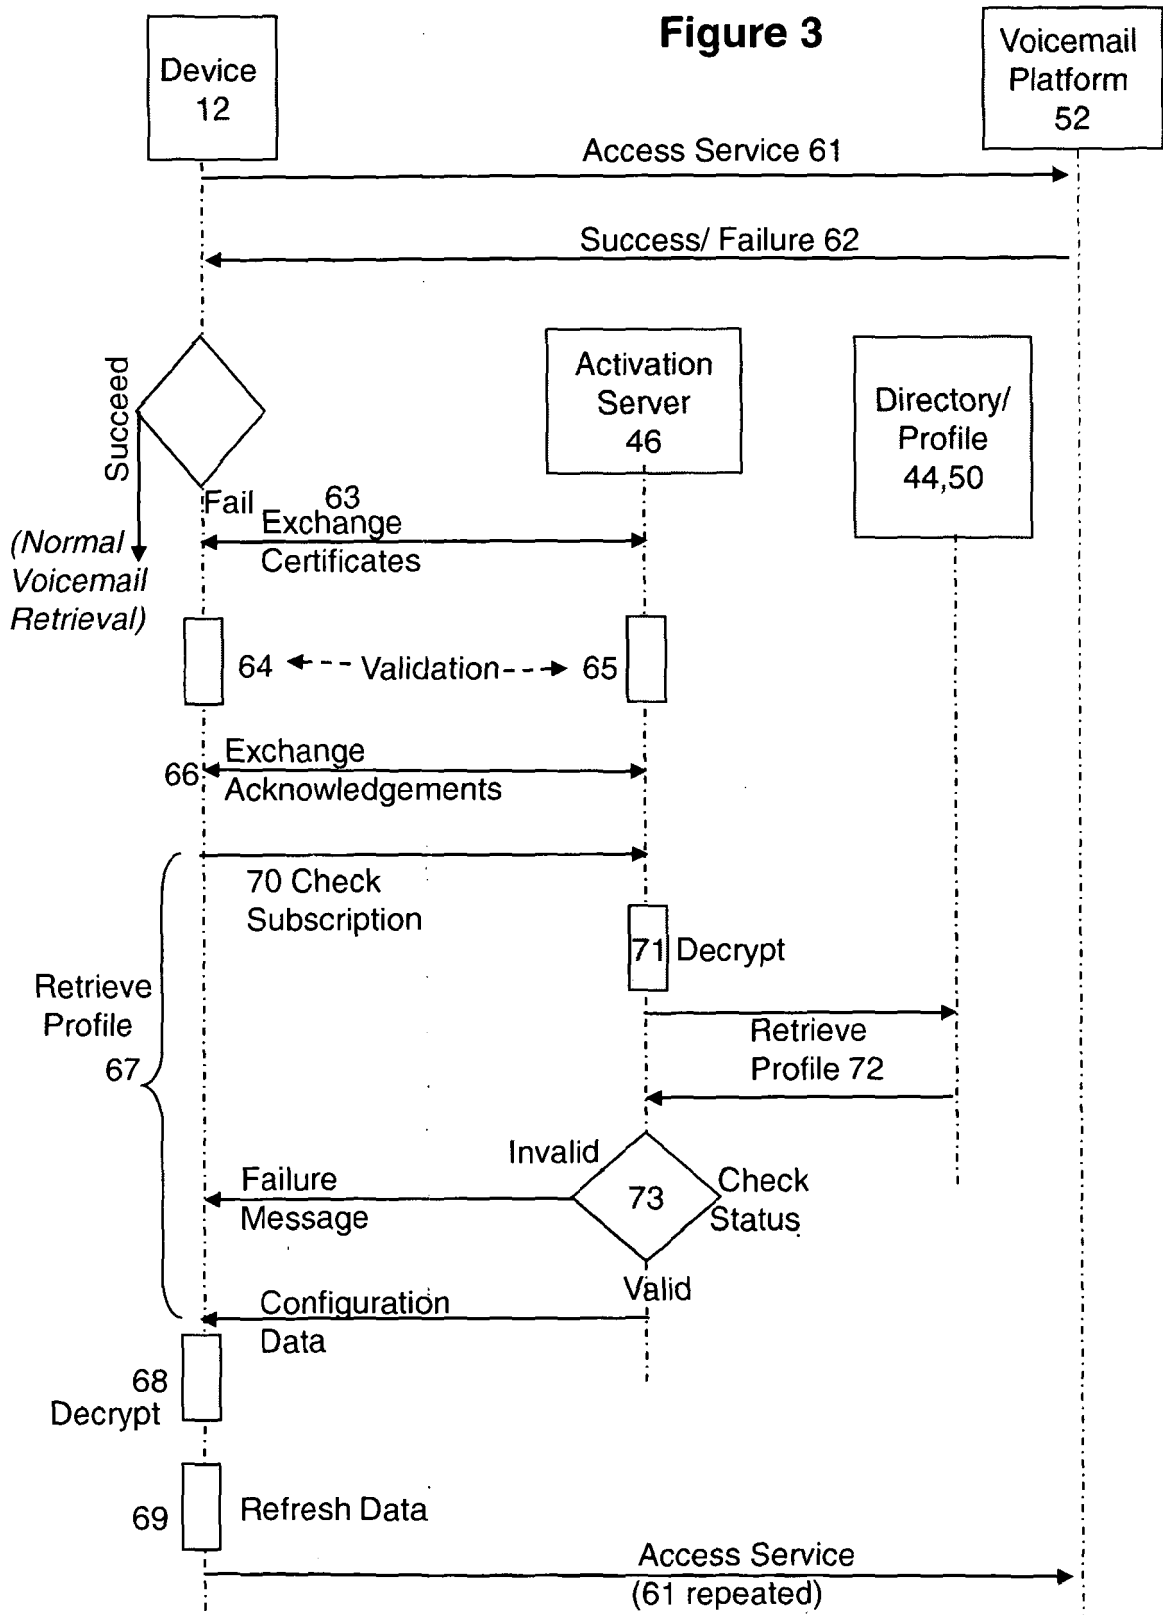 Figure 3
Device
12
Voicemail
Platform
52
Access Service 61
Success/ Failure 62
Succeed
Activation
Server
46
Directory/
Profile
44,50
Fail
63
Exchange
Certificates
(Normal
Voicemail
Retrieval)
64
Validation
65
66
Exchange
Acknowledgements
70 Check
Subscription
71
Decrypt
Retrieve
Profile
67
Retrieve
Profile 72
Invalid
73
Check
Status
Failure
Message
Valid
Configuration
Data
68
Decrypt
69
Refresh Data
Access Service
(61 repeated)